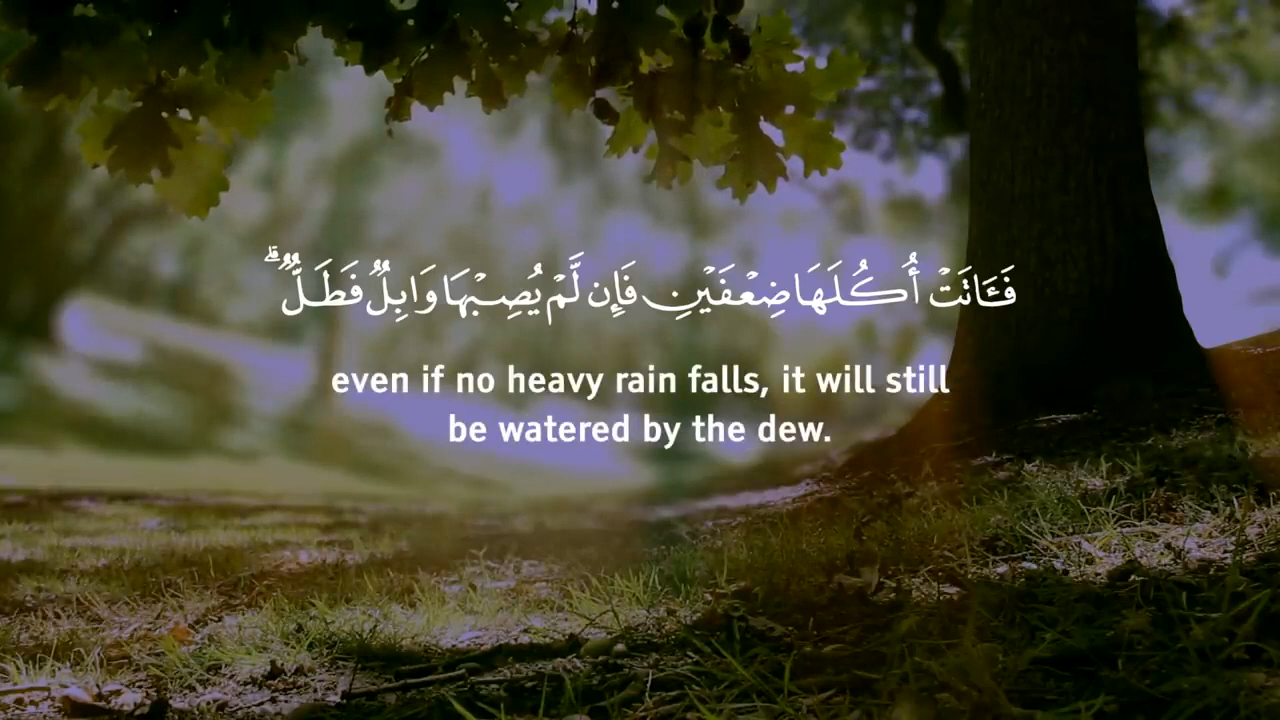 فَـَٔاتَتْ أُكُلَهَا ضِعْفَيْنِ فَإِن لَّمْ يُصِبْهَا وَابِلٌ فَطَلٌّ ۗ
even if no heavy rain falls, it will still
be watered by the dew.